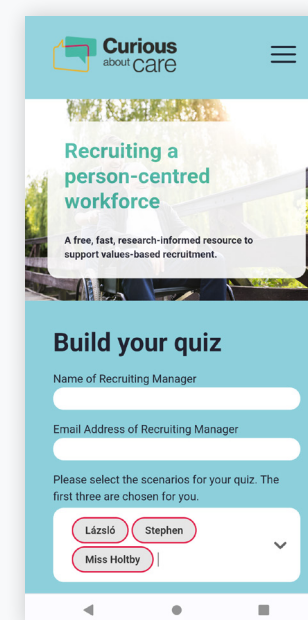 Curious
about care
Recruiting a
person-centred
workforce
A free, fast, research-informed resource to
support values-based recruitment.
Build your quiz
Name of Recruiting Manager
Email Address of Recruiting Manager
Please select the scenarios for your quiz. The
first three are chosen for you.
Lázsló Stephen
Miss Holtby